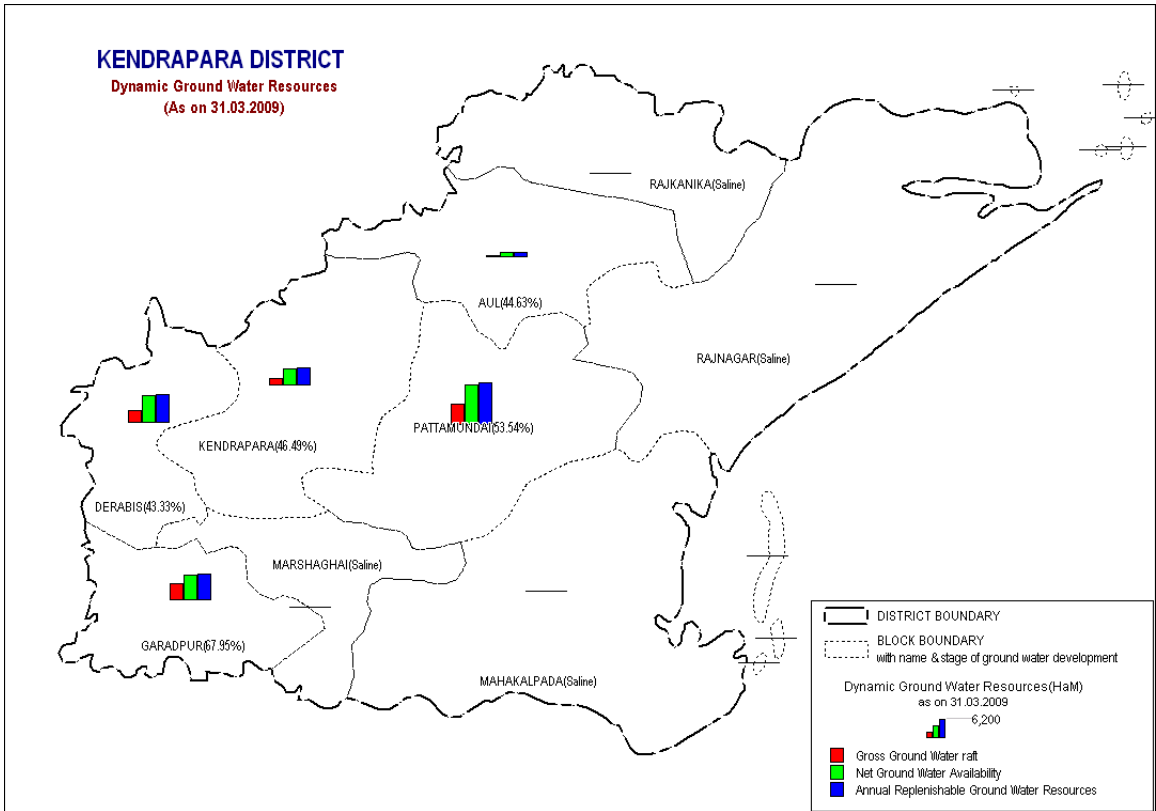 KENDRAPARA DISTRICT
Dynamic Ground Water Resources
(As on 31.03.2009)
RAJKANIKA(Saline)
AUL(44.63%)
RAJNAGAR(Saline)
PATTAMUNDAI(53.54%)
KENDRAPARA(46.49%)
DERABIS(43.33%)
MARSHAGHAI(Saline)
GARADPUR(67.95%)
MAHAKALPADA(Saline)
DISTRICT BOUNDARY
BLOCK BOUNDARY
with name & stage of ground water development
Dynamic Ground Water Resources(HaM)
as on 31.03.2009
6,200
Gross Ground Water raft
Net Ground Water Availability
Annual Replenishable Ground Water Resources